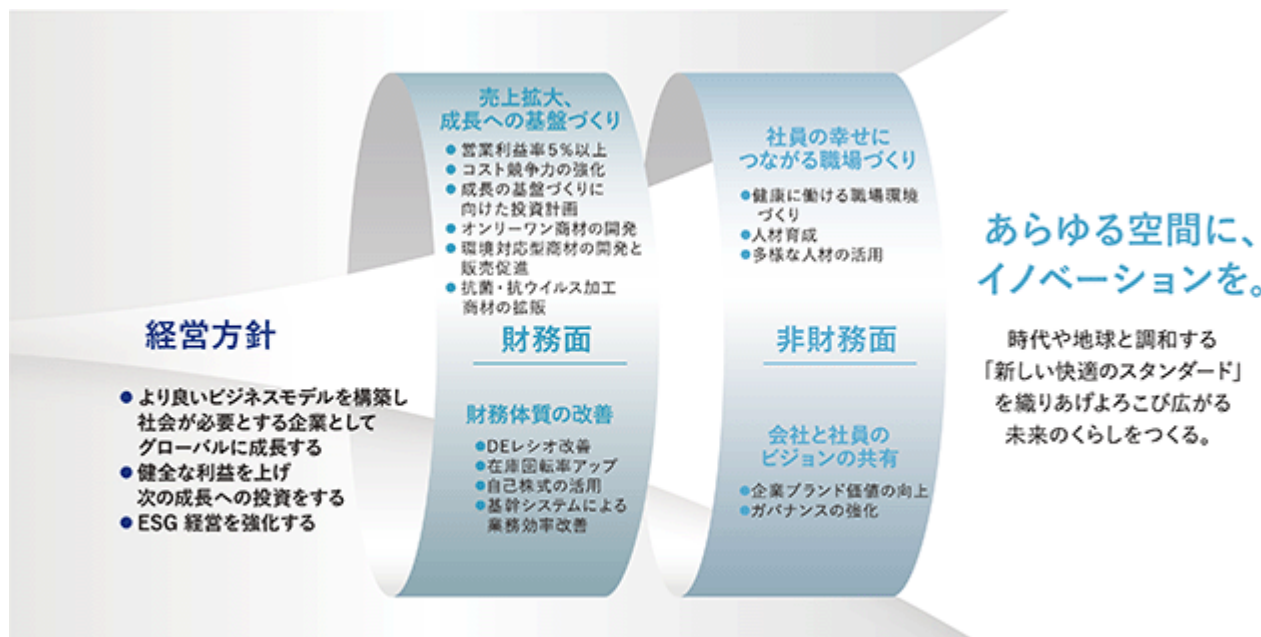 経営方針
● より良いビジネスモデルを構築し
社会が必要とする企業として
グローバルに成長する
● 健全な利益を上げ
次の成長への投資をする
● ESG 経営を強化する
売上拡大、
成長への基盤づくり
● 営業利益率5%以上
● コスト競争力の強化
● 成長の基盤づくりに
向けた投資計画
● オンリーワン商材の開発
● 環境対応型商材の開発と
販売促進
● 抗菌・抗ウイルス加工
商材の拡販
財務面
財務体質の改善
●DEレシオ改善
●在庫回転率アップ
●自己株式の活用
●基幹システムによる
業務効率改善
社員の幸せに
つながる職場づくり
●健康に働ける職場環境
づくり
●人材育成
●多様な人材の活用
非財務面
会社と社員の
ビジョンの共有
●企業ブランド価値の向上
●ガバナンスの強化
あらゆる空間に、
イノベーションを。
時代や地球と調和する
「新しい快適のスタンダード」
を織りあげよろこび広がる
未来のくらしをつくる。